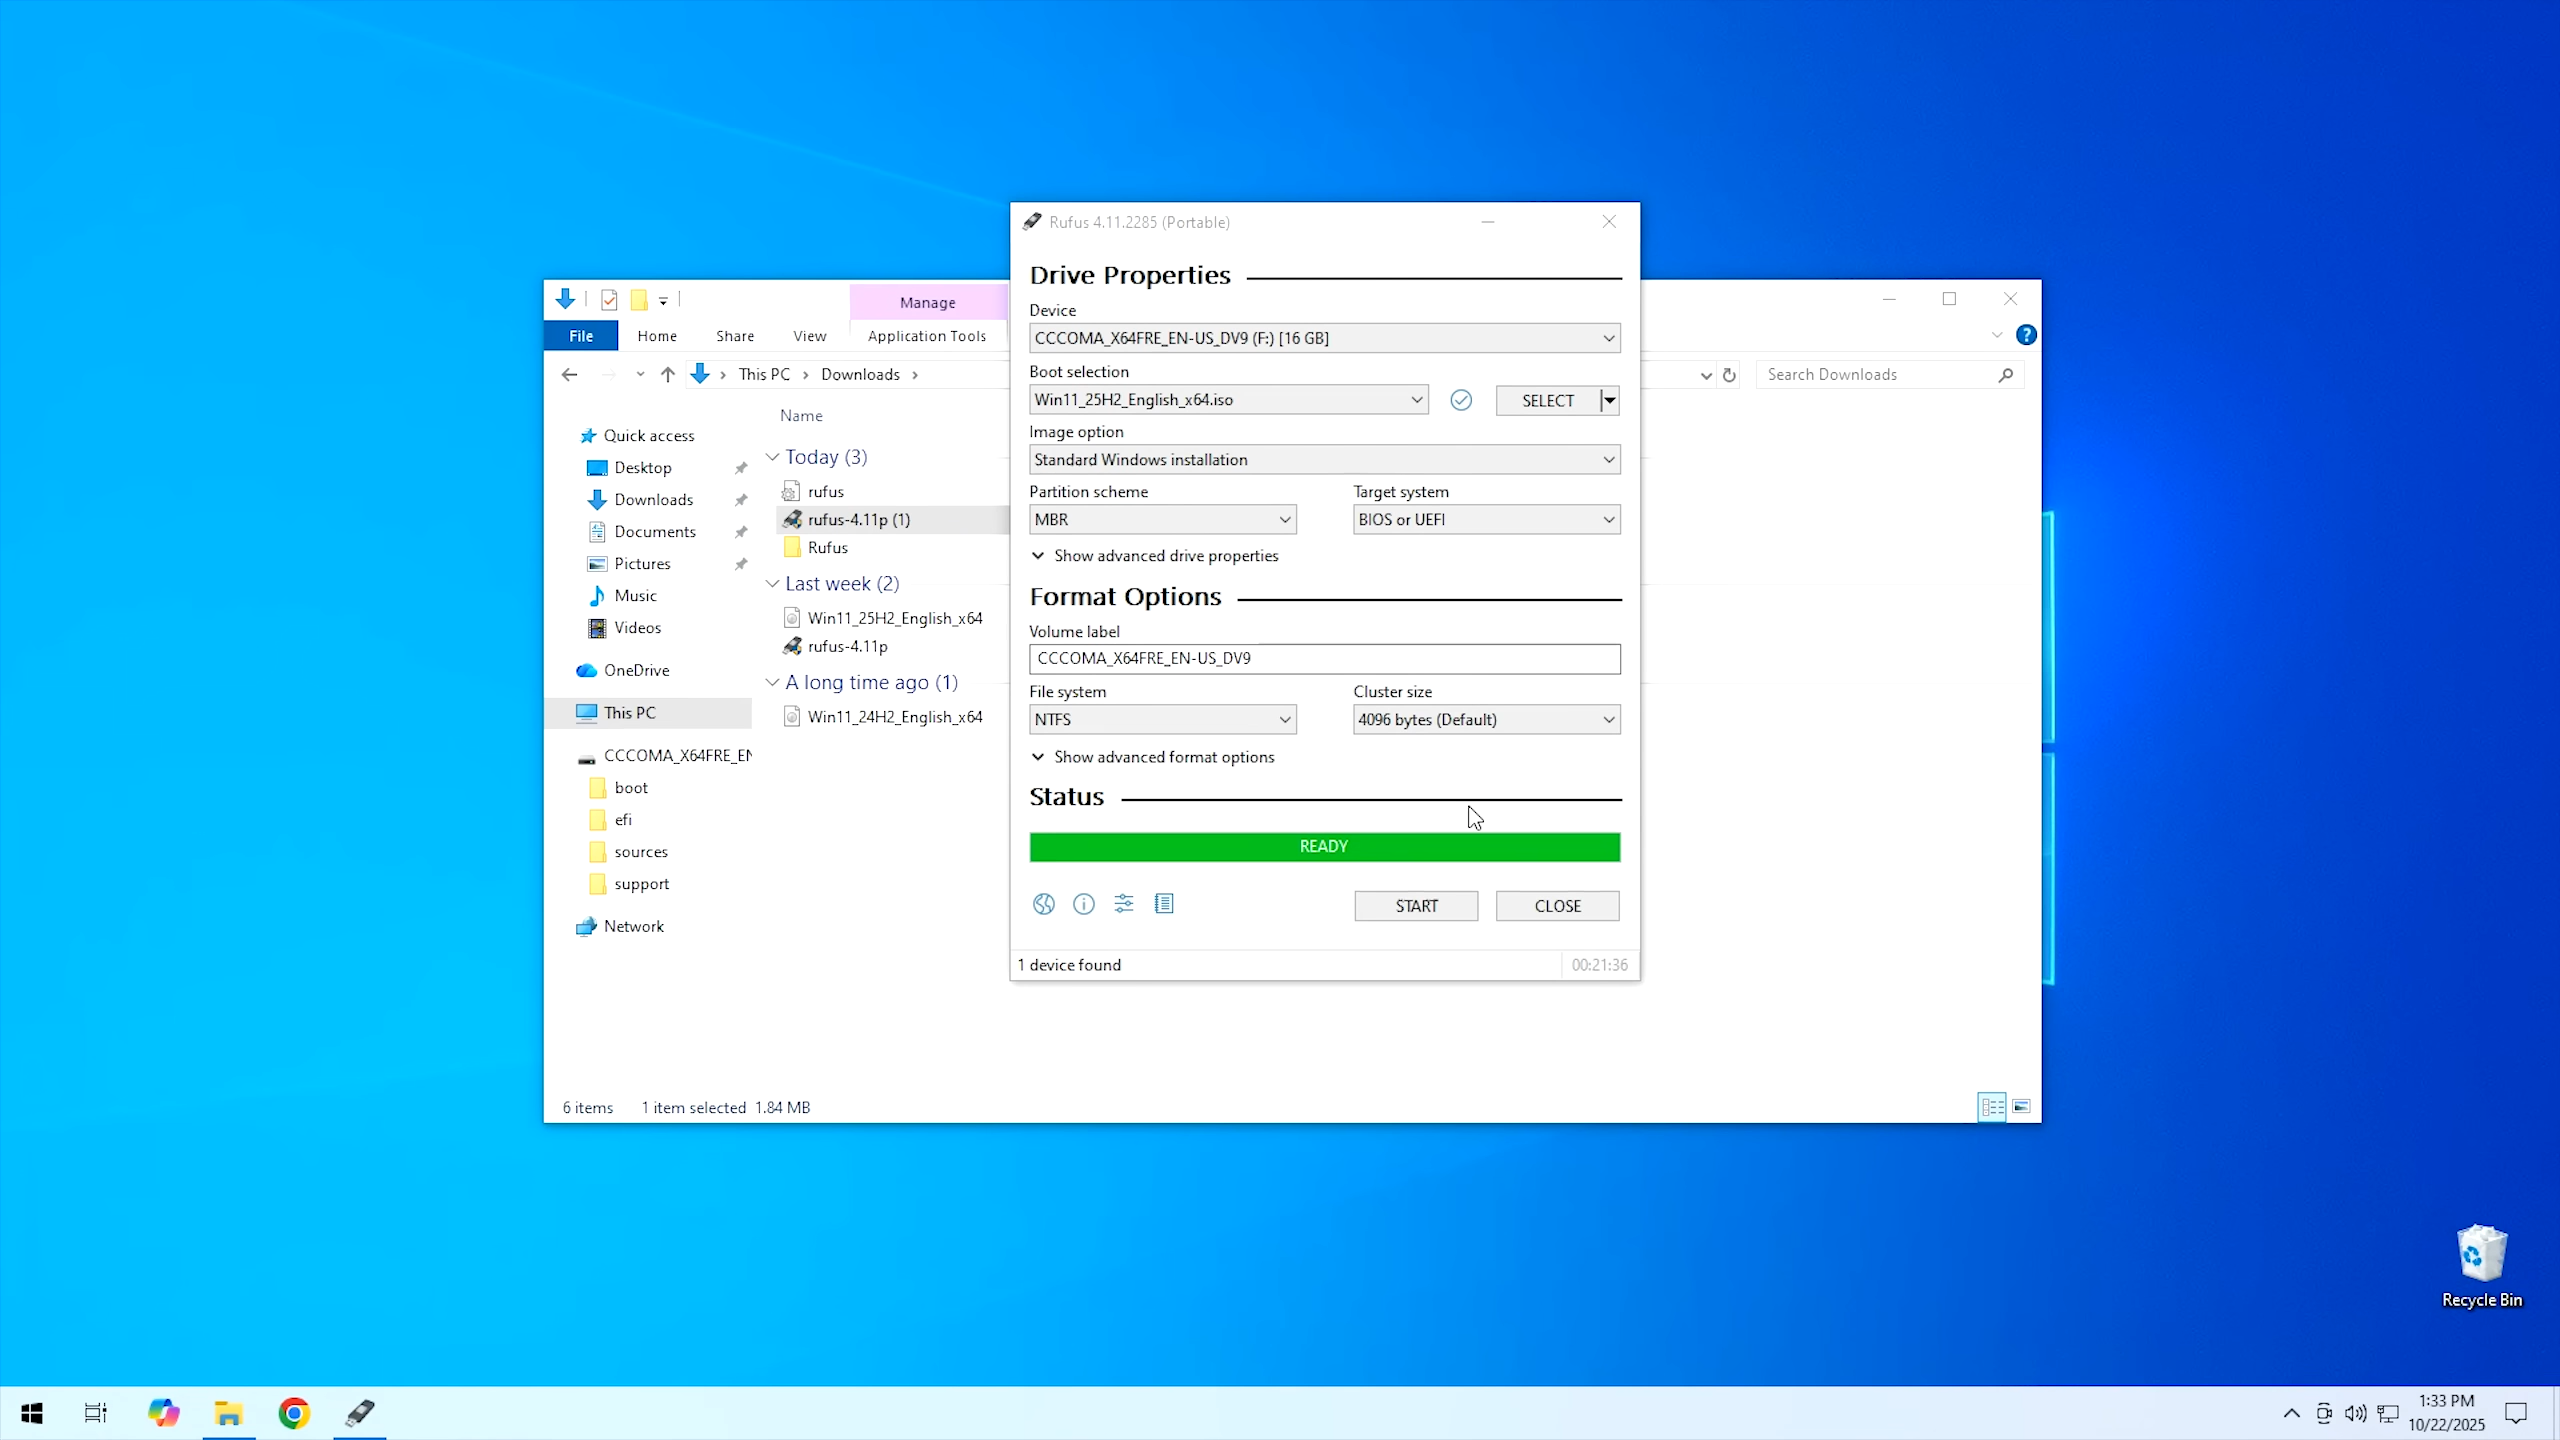 Rufus 4.11.2285 (Portable)
Drive Properties
Device
CCCOMA_X64FRE_EN-US_DV9 (F:) [16 GB]
Boot selection
Win11_25H2_English_x64.iso
SELECT
Image option
Standard Windows installation
Partition scheme
Target system
MBR
BIOS or UEFI
Show advanced drive properties
Format Options
Volume label
CCCOMA_X64FRE_EN-US_DV9
File system
Cluster size
NTFS
4096 bytes (Default)
Show advanced format options
Status
READY
START
CLOSE
1 device found
00:21:36
Manage
File
Home
Share
View
Application Tools
This PC
Downloads
Search Downloads
Name
Quick access
Desktop
Downloads
Documents
Pictures
Music
Videos
OneDrive
This PC
CCCOMA_X64FRE_EN
boot
efi
sources
support
Network
Today (3)
rufus
rufus-4.11p (1)
Rufus
Last week (2)
Win11_25H2_English_x64
rufus-4.11p
A long time ago (1)
Win11_24H2_English_x64
6 items
1 item selected 1.84 MB
Recycle Bin
1:33 PM
10/22/2025